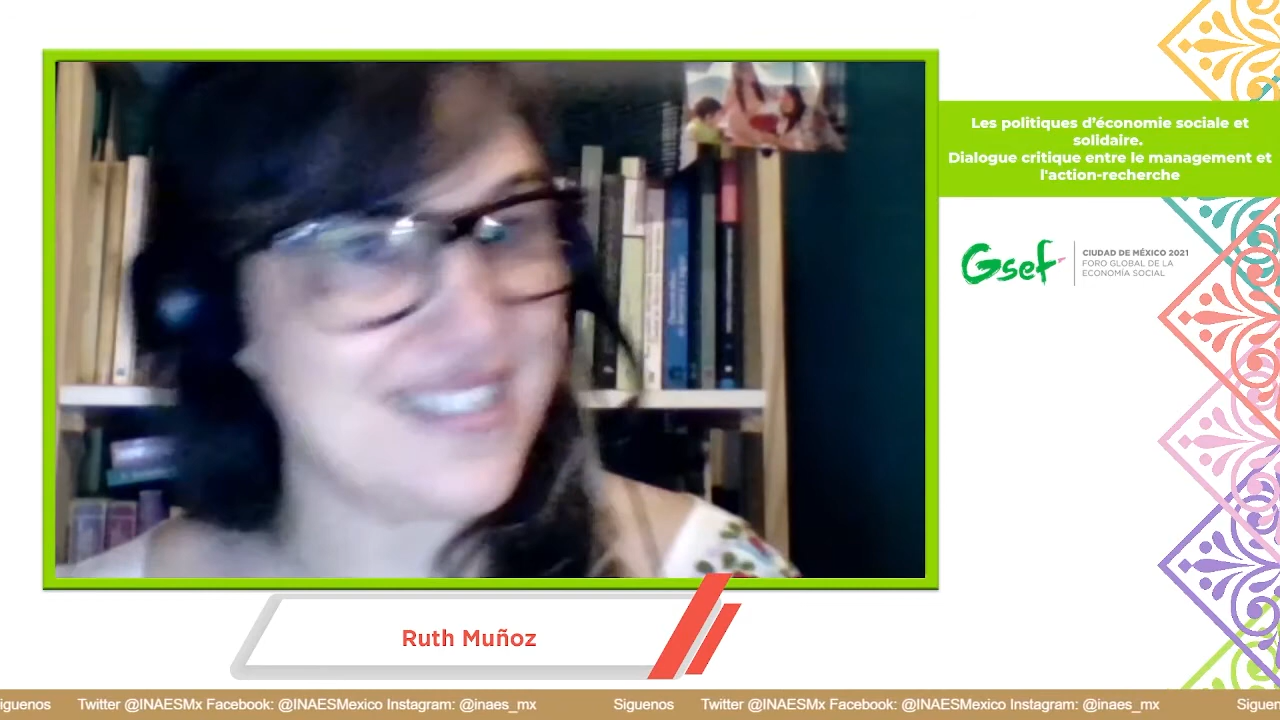 Les politiques d'économie sociale et
solidaire.
Dialogue critique entre le management et
l'action-recherche
Gsef
CIUDAD DE MÉXICO 2021
FORO GLOBAL DE LA
ECONOMÍA SOCIAL
Ruth Muñoz
iguenos Twitter @INAESMx Facebook: @INAESMexico Instagram: @inaes_mx Siguenos Twitter @INAESMx Facebook: @INAESMexico Instagram: @inaes_mx Siguen